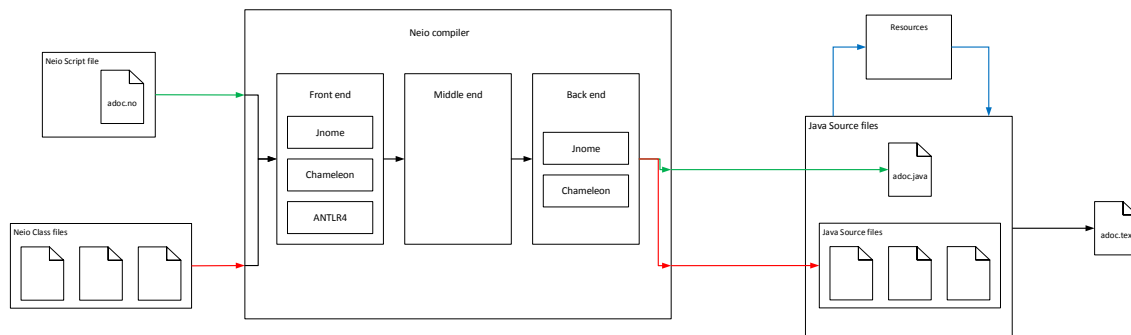 Neio compiler
Resources
Neio Script file
adoc.no
Front end
Middle end
Back end
Jnome
Chameleon
ANTLR4
Jnome
Chameleon
Java Source files
adoc.java
Neio Class files
Java Source files
adoc.tex